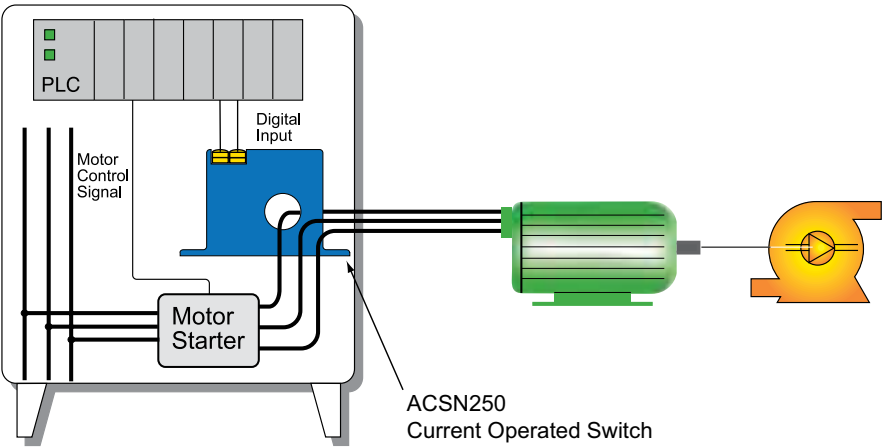 PLC
Digital
Input
Motor
Control
Signal
Motor
Starter
ACSN250
Current Operated Switch